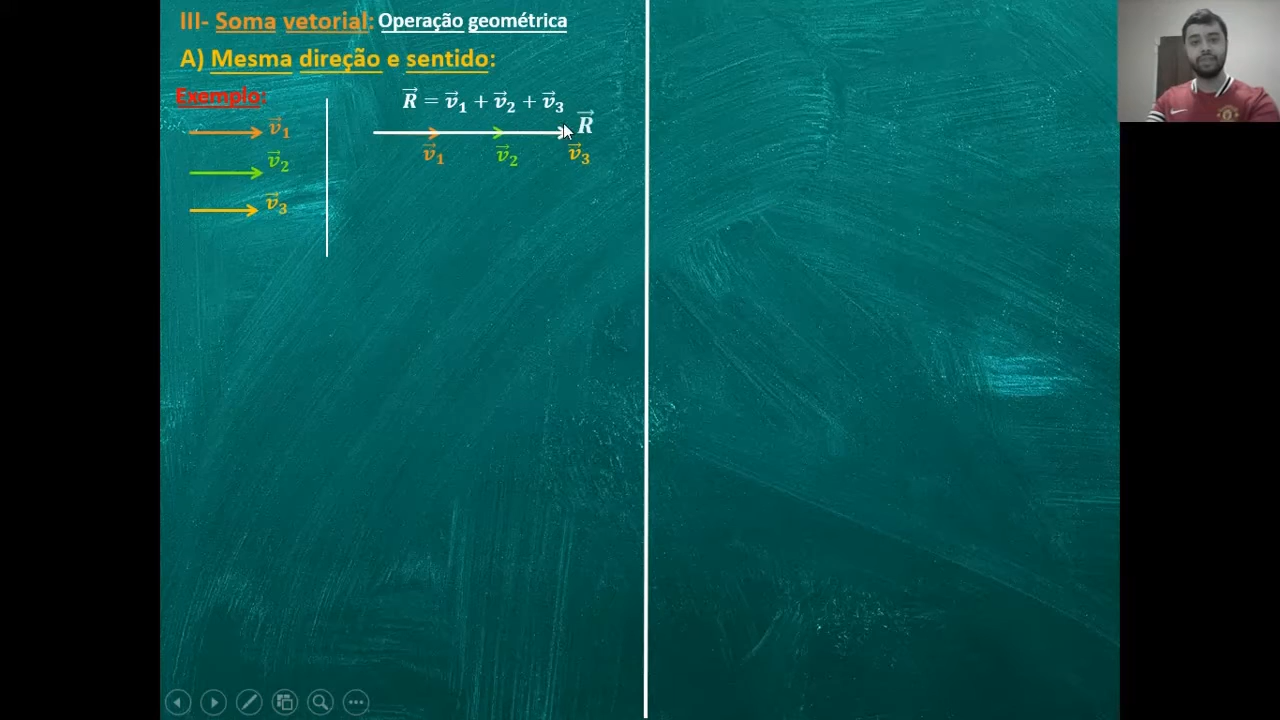 III- Soma vetorial: Operação geométrica
A) Mesma direção e sentido:
Exemplo:
v⃗₁
v⃗₂
v⃗₃
R⃗ = v⃗₁ + v⃗₂ + v⃗₃
R⃗
v⃗₁ v⃗₂ v⃗₃